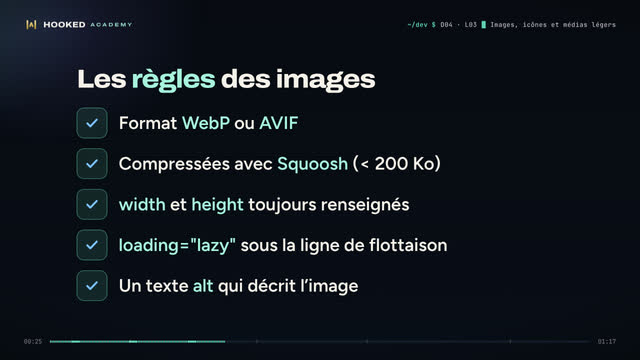 HOOKED ACADEMY
~/dev $ D04 · L03 Images, icônes et médias légers
Les règles des images
Format WebP ou AVIF
Compressées avec Squoosh (< 200 Ko)
width et height toujours renseignés
loading="lazy" sous la ligne de flottaison
Un texte alt qui décrit l’image
00:25
01:17